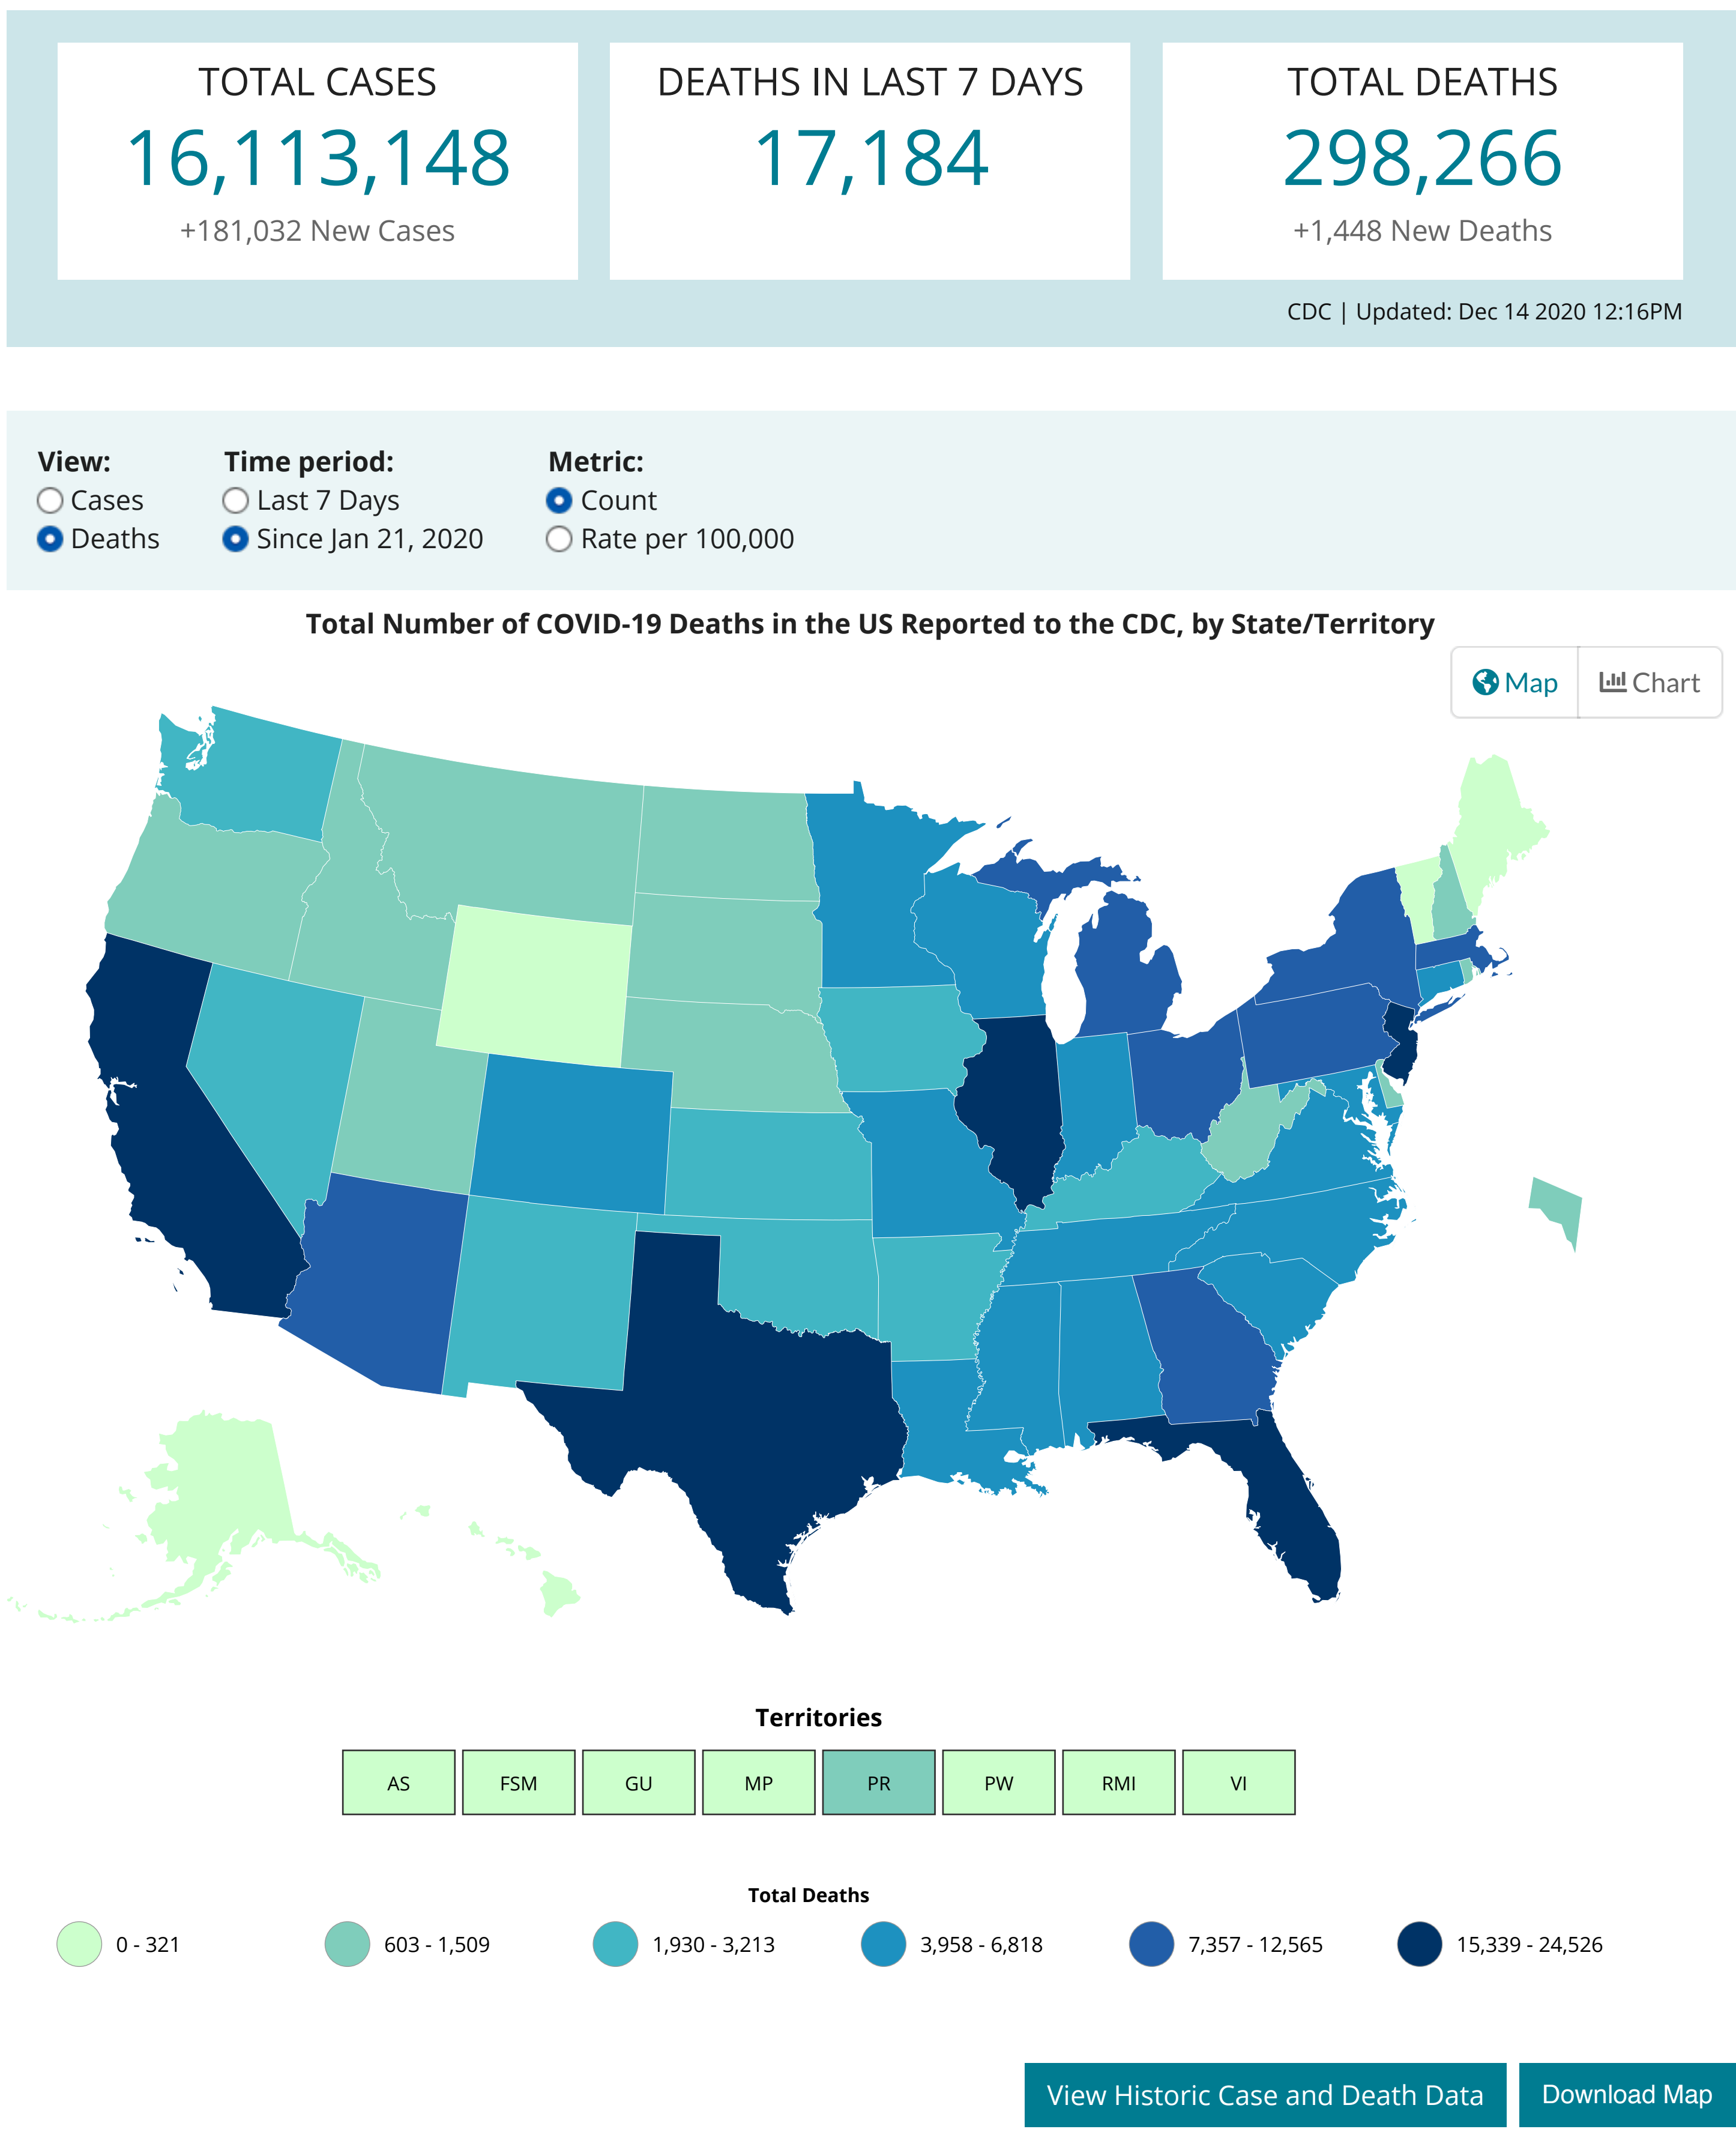 TOTAL CASES
16,113,148
+181,032 New Cases
DEATHS IN LAST 7 DAYS
17,184
TOTAL DEATHS
298,266
+1,448 New Deaths
CDC | Updated: Dec 14 2020 12:16PM
View:
Cases
Deaths
Time period:
Last 7 Days
Since Jan 21, 2020
Metric:
Count
Rate per 100,000
Total Number of COVID-19 Deaths in the US Reported to the CDC, by State/Territory
Map
Chart
Territories
AS
FSM
GU
MP
PR
PW
RMI
VI
Total Deaths
0 - 321
603 - 1,509
1,930 - 3,213
3,958 - 6,818
7,357 - 12,565
15,339 - 24,526
View Historic Case and Death Data
Download Map